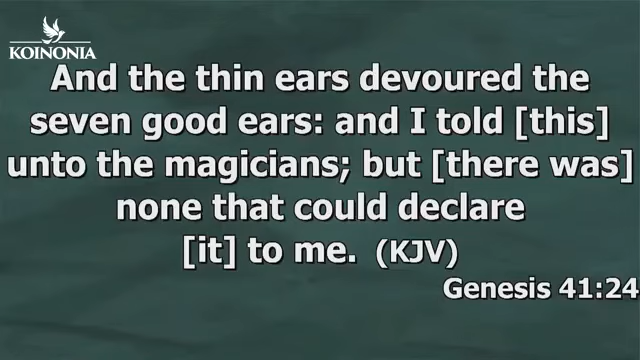 KOINONIA
And the thin ears devoured the
seven good ears: and I told [this]
unto the magicians; but [there was]
none that could declare
[it] to me. (KJV)
Genesis 41:24